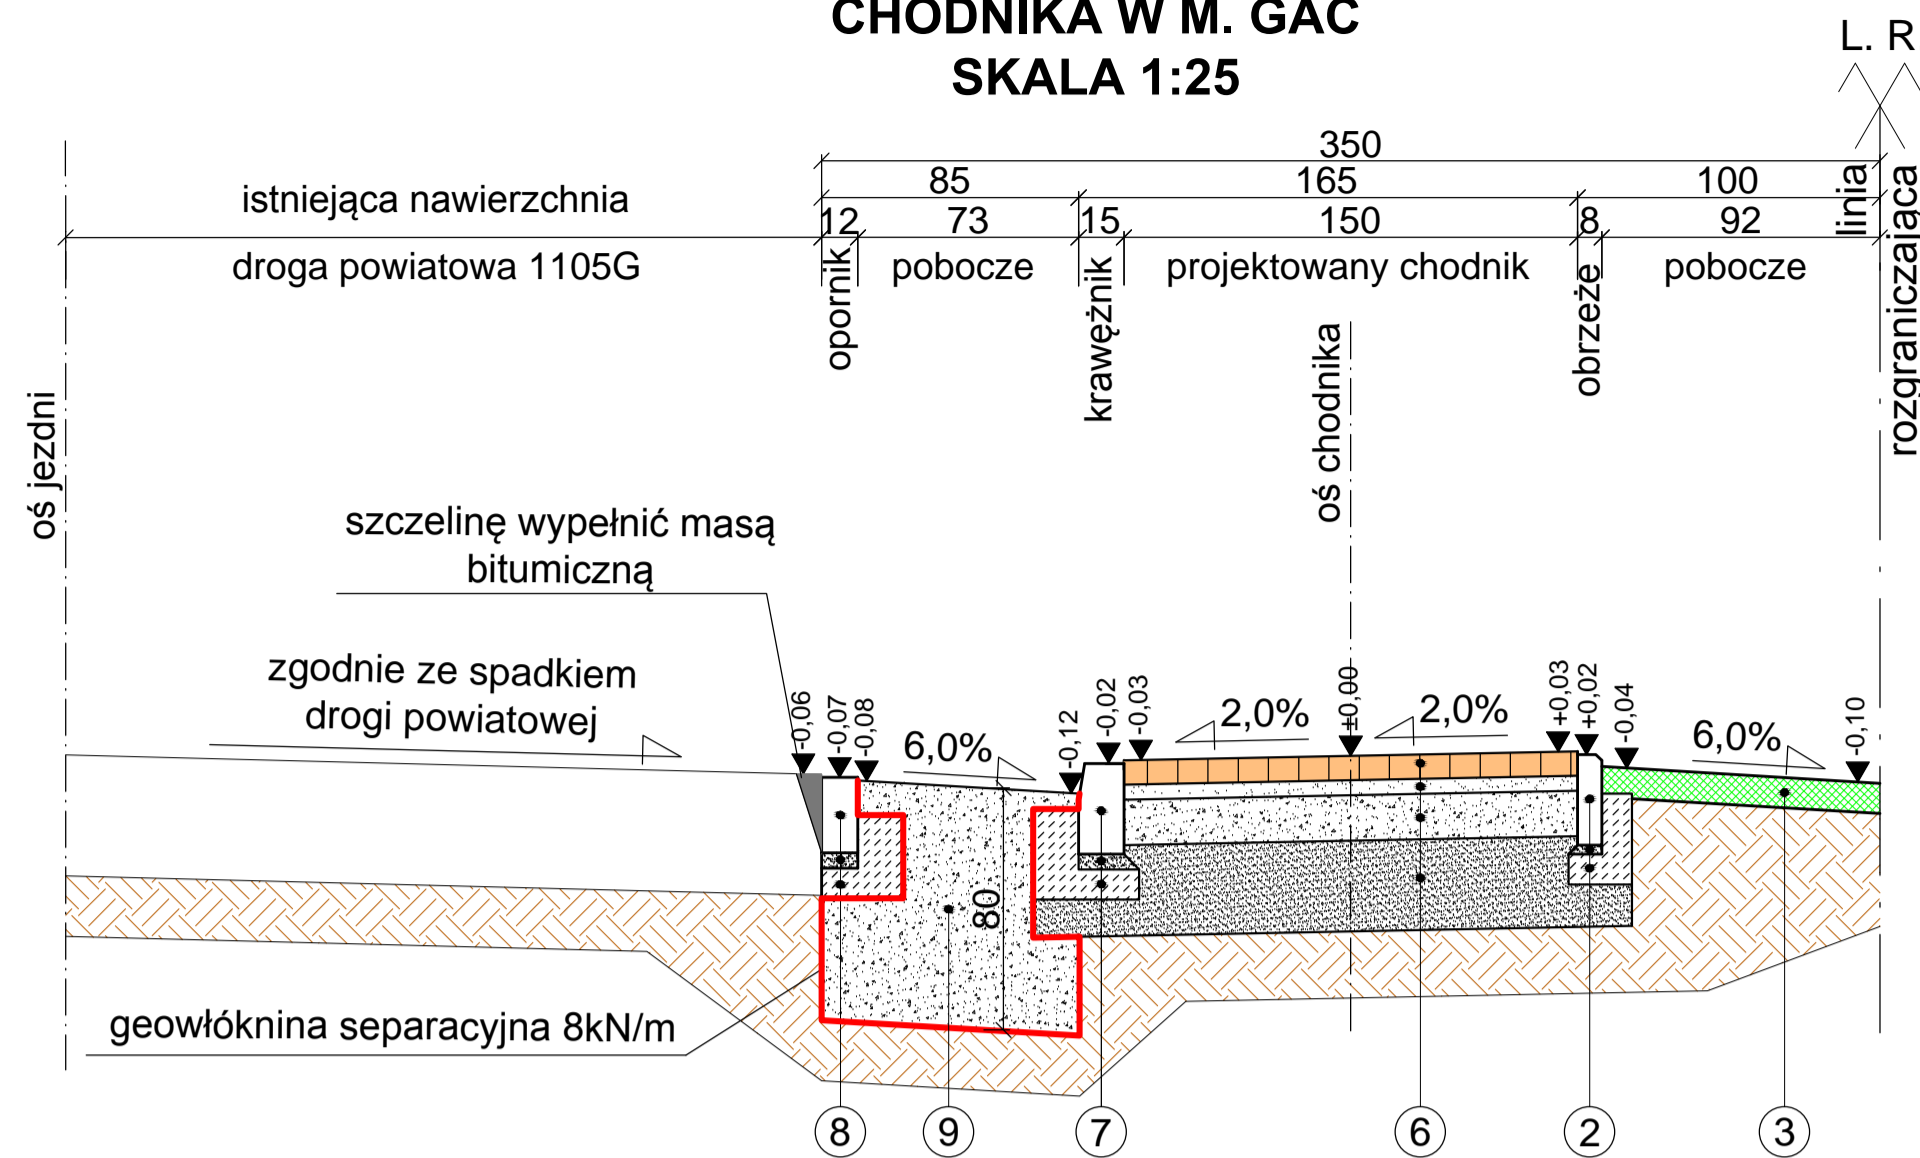 CHODNIKA W M. GAĆ
SKALA 1:25
L. R
350
85
165
100
12
73
15
150
8
92
istniejąca nawierzchnia
droga powiatowa 1105G
opornik
pobocze
krawężnik
projektowany chodnik
obrzeże
pobocze
linia
rozgraniczająca
oś jezdni
oś chodnika
szczelinę wypełnić masą
bitumiczną
zgodnie ze spadkiem
drogi powiatowej
-0,06
-0,07
-0,08
6,0%
-0,12
-0,02
-0,03
2,0%
±0,00
2,0%
+0,03
+0,02
-0,04
6,0%
-0,10
80
geowłóknina separacyjna 8kN/m
8
9
7
6
2
3